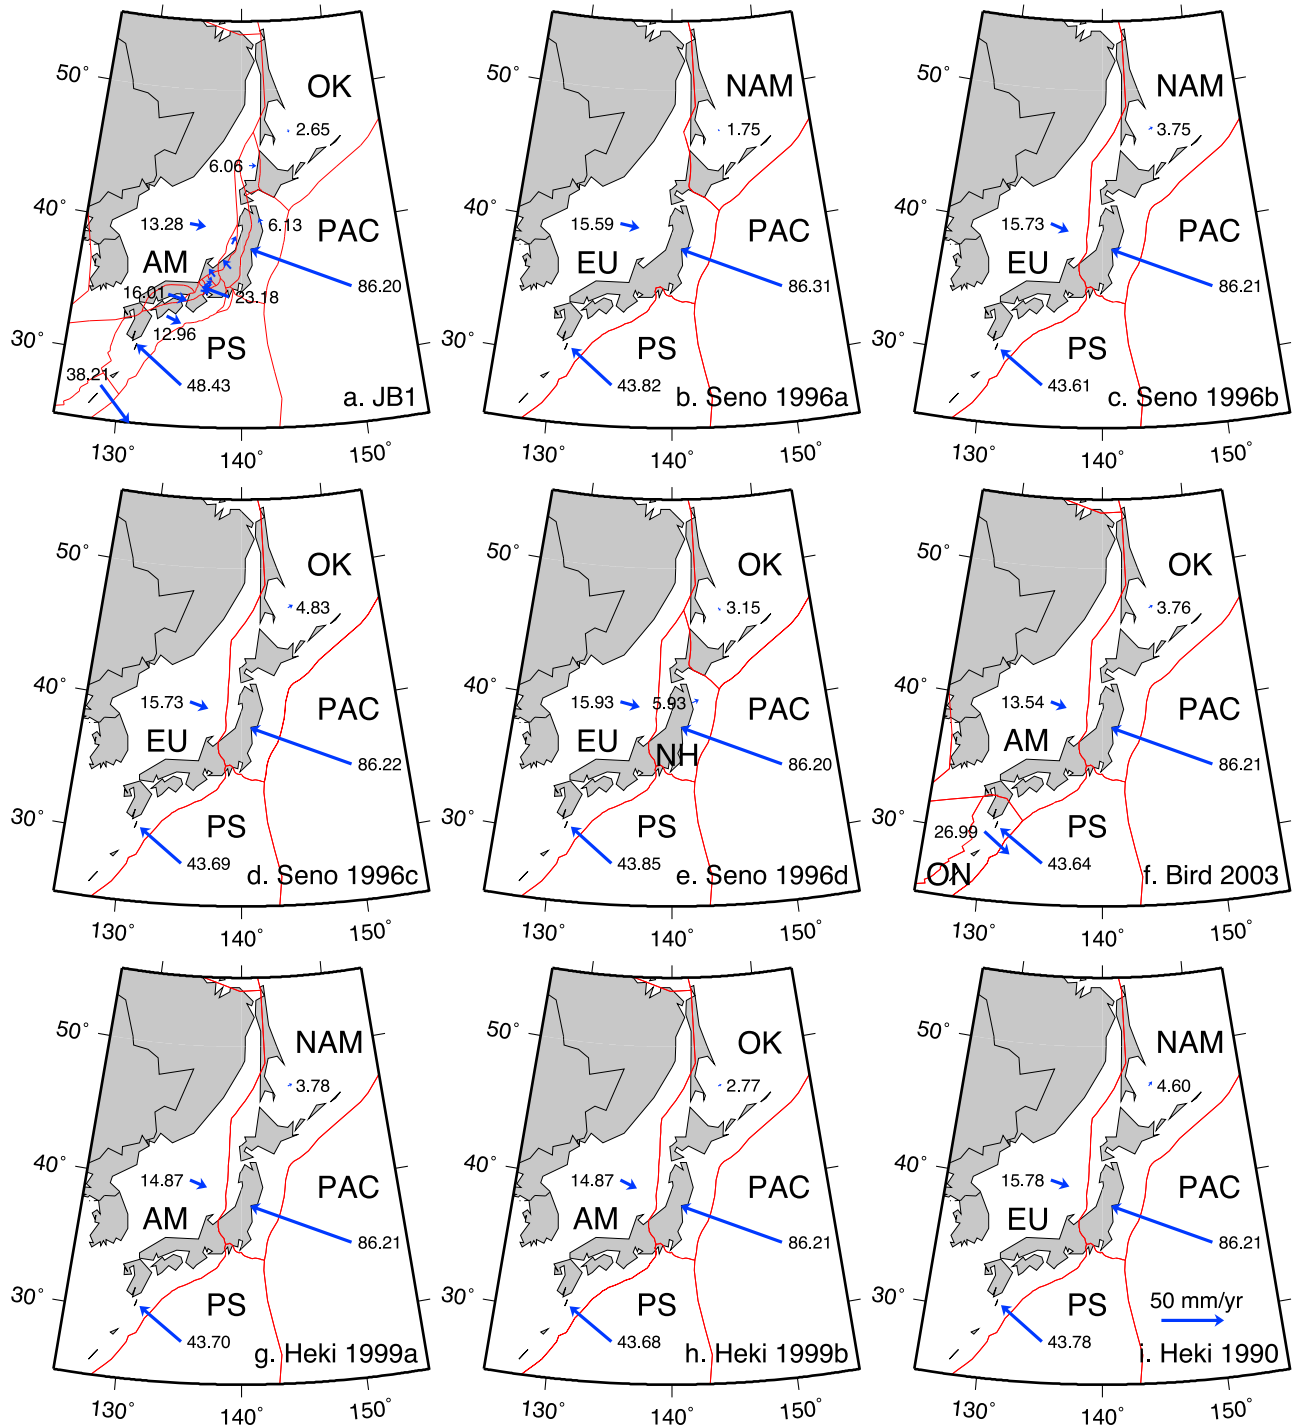 50°
40°
30°
130°
140°
150°
OK
2.65
6.06
13.28
6.13
PAC
AM
86.20
16.01
23.18
12.96
PS
38.21
48.43
a. JB1
NAM
1.75
15.59
PAC
EU
86.31
PS
43.82
b. Seno 1996a
130°
140°
150°
50°
40°
30°
NAM
3.75
15.73
PAC
EU
86.21
PS
43.61
c. Seno 1996b
130°
140°
150°
50°
40°
30°
50°
40°
30°
130°
140°
150°
OK
4.83
15.73
PAC
EU
86.22
PS
43.69
d. Seno 1996c
50°
40°
30°
130°
140°
150°
OK
3.15
15.93
5.93
PAC
EU
NH
86.20
PS
43.85
e. Seno 1996d
50°
40°
30°
130°
140°
150°
OK
3.76
13.54
PAC
AM
86.21
PS
26.99
43.64
ON
f. Bird 2003
50°
40°
30°
130°
140°
150°
NAM
3.78
14.87
PAC
AM
86.21
PS
43.70
g. Heki 1999a
50°
40°
30°
130°
140°
150°
OK
2.77
14.87
PAC
AM
86.21
PS
43.68
h. Heki 1999b
50°
40°
30°
130°
140°
150°
NAM
4.60
15.78
PAC
EU
86.21
PS
50 mm/yr
43.78
i. Heki 1990